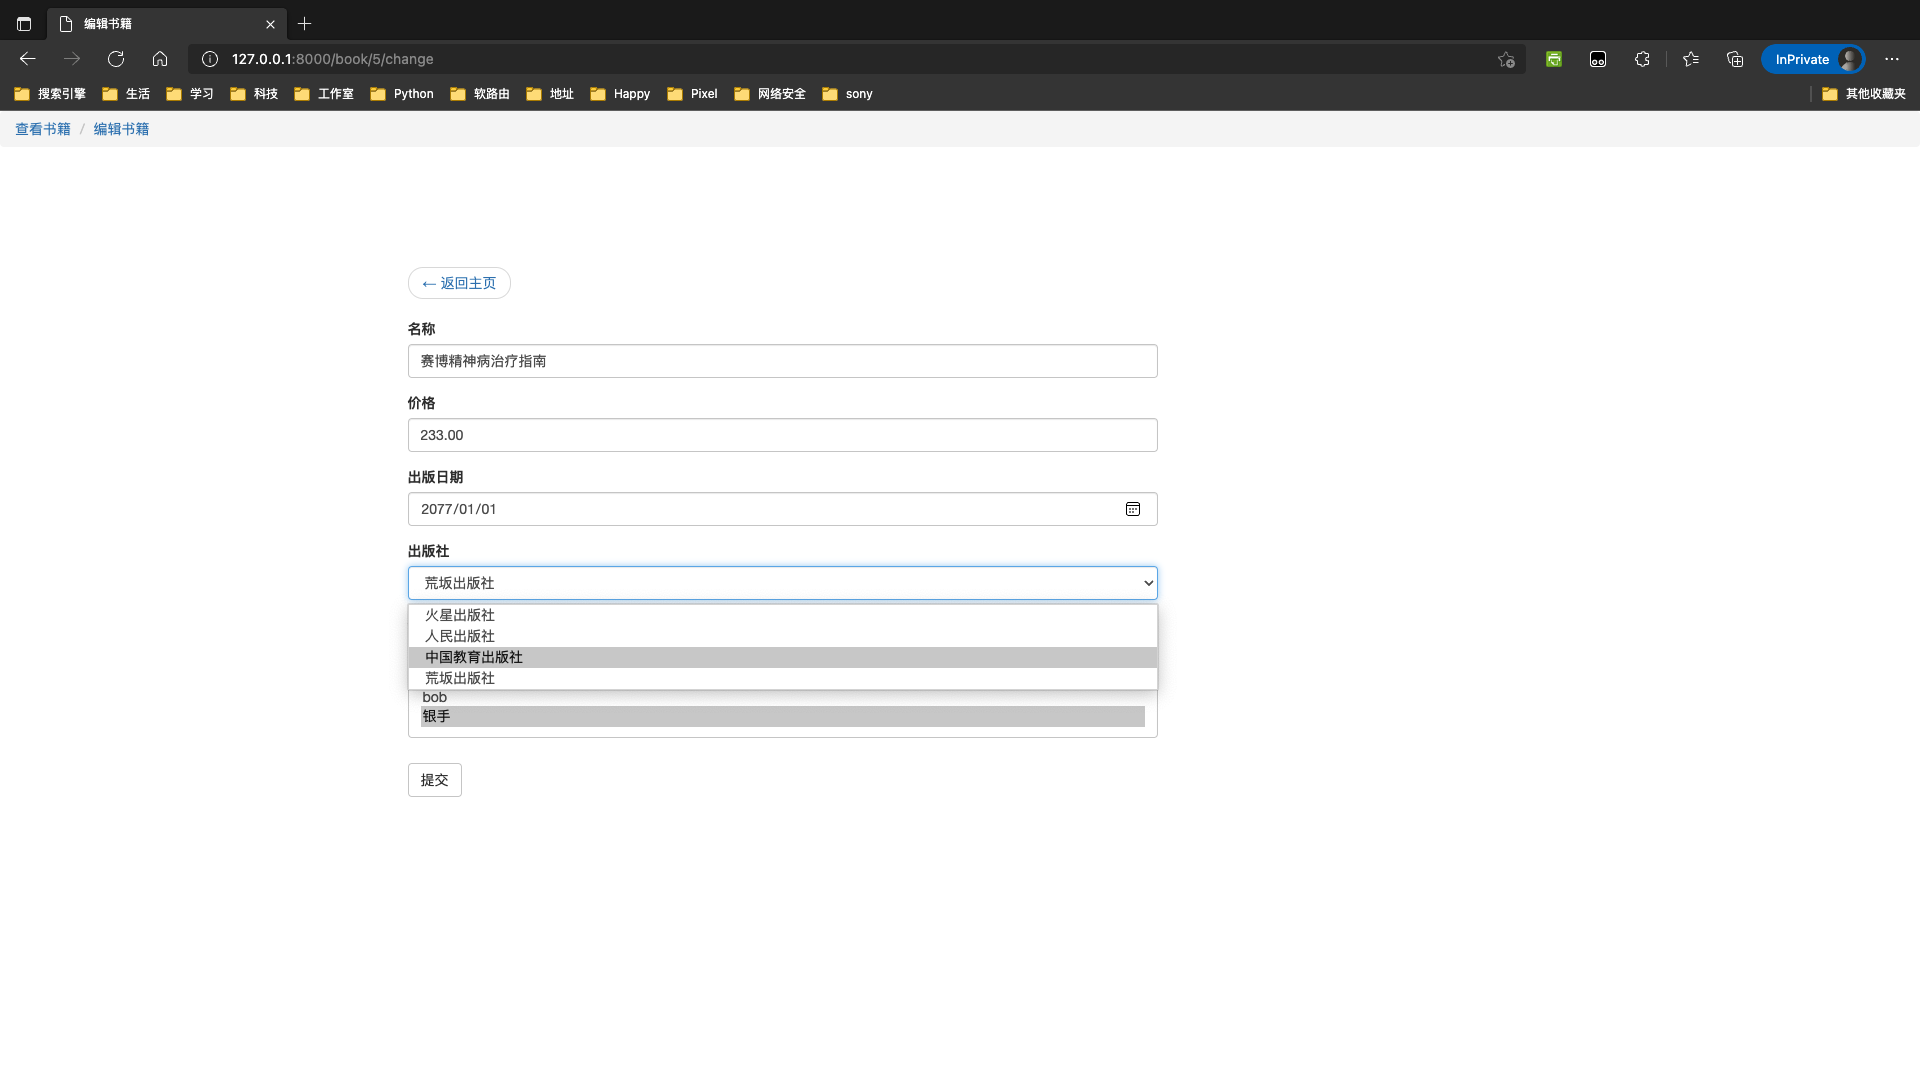 编辑书籍
127.0.0.1:8000/book/5/change
InPrivate
搜索引擎 生活 学习 科技 工作室 Python 软路由 地址 Happy Pixel 网络安全 sony 其他收藏夹
查看书籍 / 编辑书籍
← 返回主页
名称
赛博精神病治疗指南
价格
233.00
出版日期
2077/01/01
出版社
荒坂出版社
火星出版社
人民出版社
中国教育出版社
荒坂出版社
bob
银手
提交